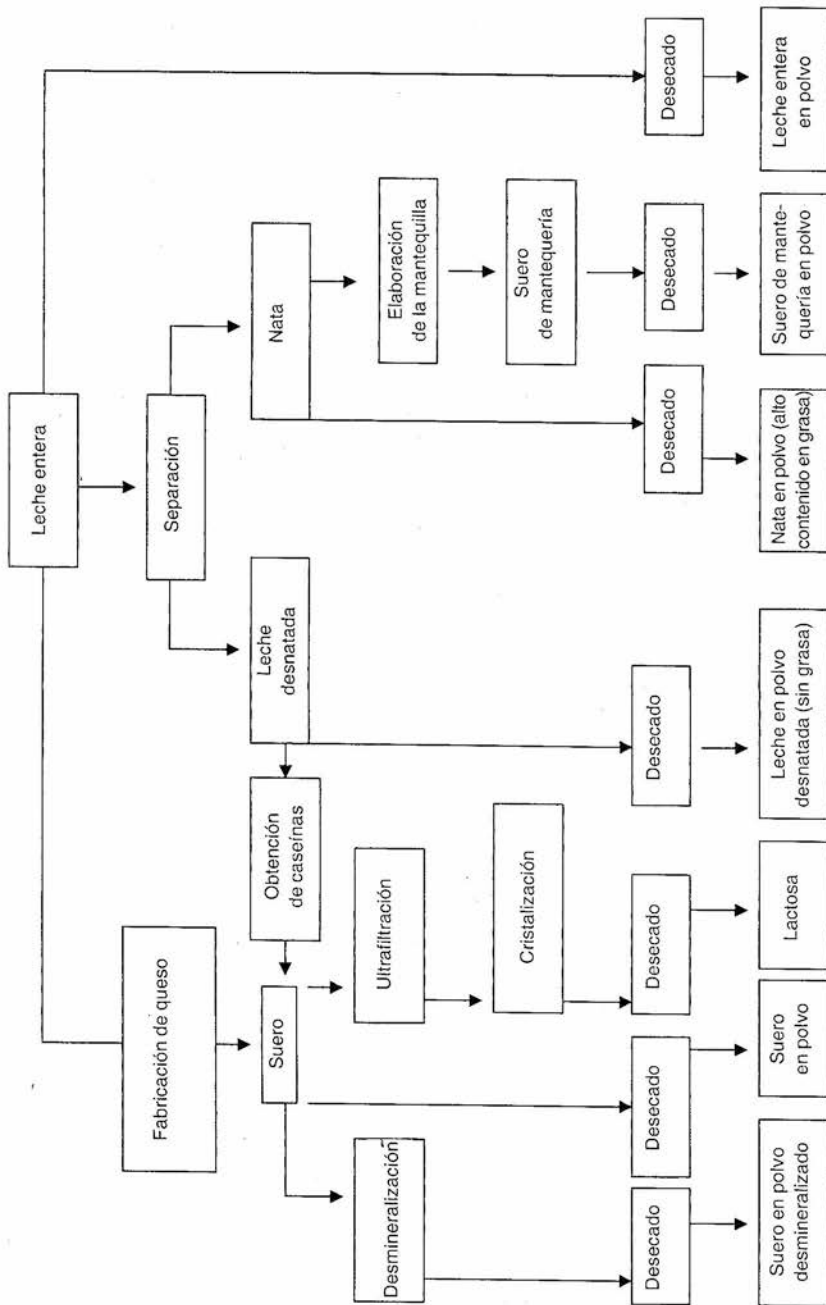 Leche entera
Separación
Fabricación de queso
Nata
Leche
desnatada
Obtención
de caseínas
Suero
Elaboración
de la mantequilla
Ultrafiltración
Desmineralización
Suero
de mantequería
Cristalización
Desecado
Desecado
Desecado
Desecado
Desecado
Desecado
Desecado
Suero en polvo
desmineralizado
Suero
en polvo
Lactosa
Leche en polvo
desnatada (sin grasa)
Nata en polvo (alto
contenido en grasa)
Suero de mante-
quería en polvo
Leche entera
en polvo